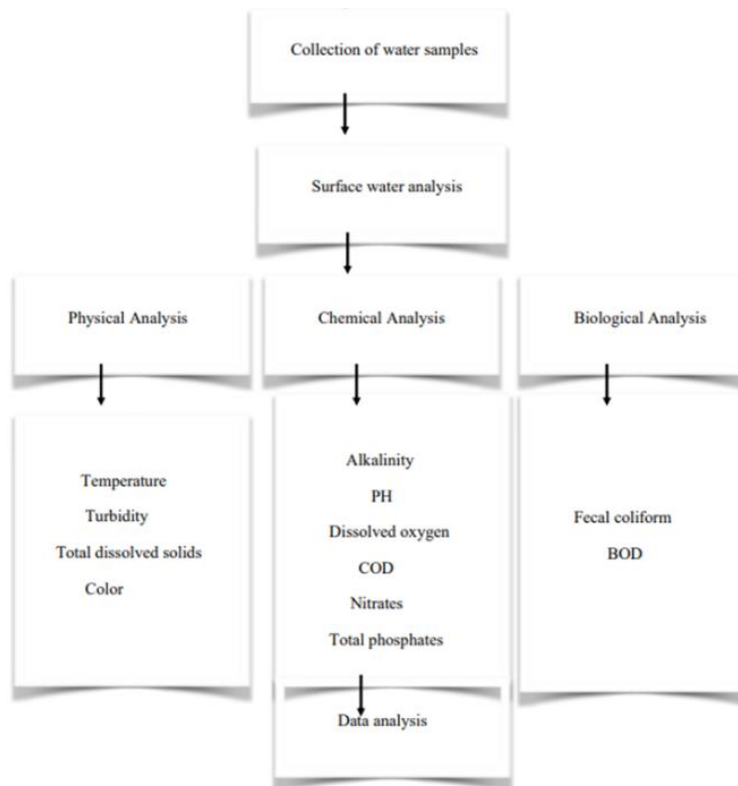 Collection of water samples
Surface water analysis
Physical Analysis
Chemical Analysis
Biological Analysis
Temperature
Turbidity
Total dissolved solids
Color
Alkalinity
PH
Dissolved oxygen
COD
Nitrates
Total phosphates
Fecal coliform
BOD
Data analysis